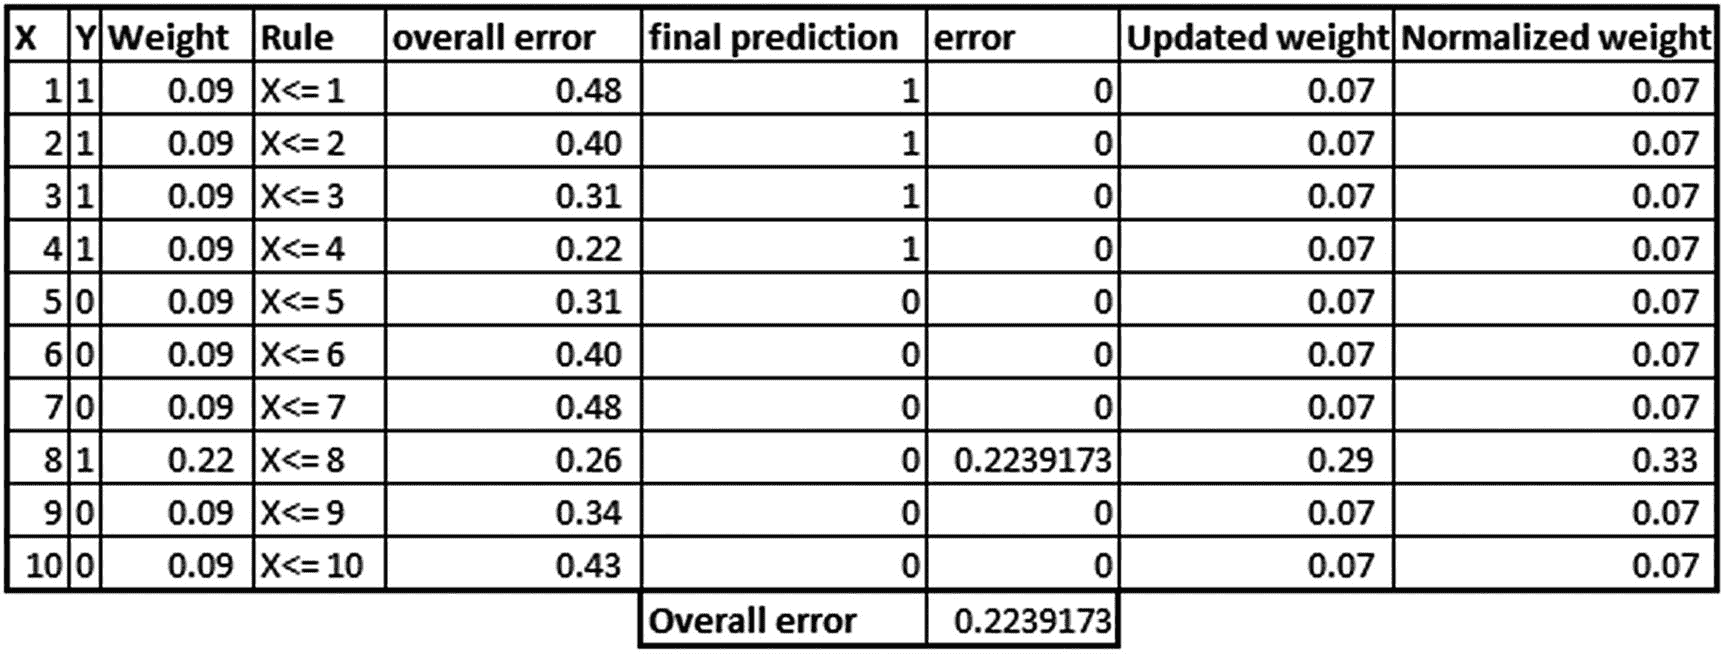 X Y Weight Rule overall error final prediction error Updated weight Normalized weight
1 1 0.09 X<= 1 0.48 1 0 0.07 0.07
2 1 0.09 X<= 2 0.40 1 0 0.07 0.07
3 1 0.09 X<= 3 0.31 1 0 0.07 0.07
4 1 0.09 X<= 4 0.22 1 0 0.07 0.07
5 0 0.09 X<= 5 0.31 0 0 0.07 0.07
6 0 0.09 X<= 6 0.40 0 0 0.07 0.07
7 0 0.09 X<= 7 0.48 0 0 0.07 0.07
8 1 0.22 X<= 8 0.26 0 0.2239173 0.29 0.33
9 0 0.09 X<= 9 0.34 0 0 0.07 0.07
10 0 0.09 X<= 10 0.43 0 0 0.07 0.07
Overall error 0.2239173